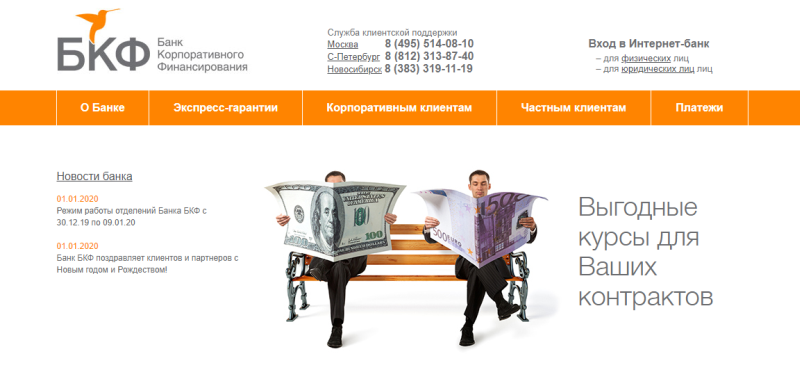 БКФ
Банк
Корпоративного
Финансирования
Служба клиентской поддержки
Москва 8 (495) 514-08-10
С-Петербург 8 (812) 313-87-40
Новосибирск 8 (383) 319-11-19
Вход в Интернет-банк
– для физических лиц
– для юридических лиц лиц
О Банке
Экспресс-гарантии
Корпоративным клиентам
Частным клиентам
Платежи
Новости банка
01.01.2020
Режим работы отделений Банка БКФ с
30.12.19 по 09.01.20
01.01.2020
Банк БКФ поздравляет клиентов и партнеров с
Новым годом и Рождеством!
100
500
Выгодные
курсы для
Ваших
контрактов